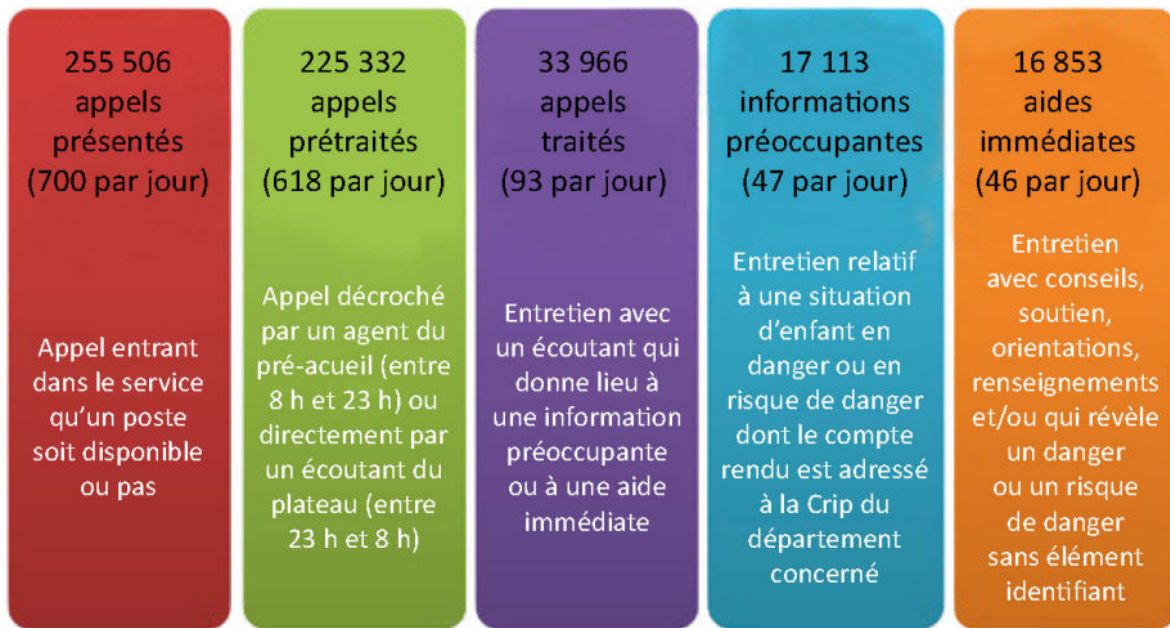 255 506
appels
présentés
(700 par jour)
Appel entrant
dans le service
qu'un poste
soit disponible
ou pas
225 332
appels
prétraités
(618 par jour)
Appel décroché
par un agent du
pré-acueil (entre
8 h et 23 h) ou
directement par
un écoutant du
plateau (entre
23 h et 8 h)
33 966
appels
traités
(93 par jour)
Entretien avec
un écoutant qui
donne lieu à
une information
préoccupante
ou à une aide
immédiate
17 113
informations
préoccupantes
(47 par jour)
Entretien relatif
à une situation
d'enfant en
danger ou en
risque de danger
dont le compte
rendu est adressé
à la Crip du
département
concerné
16 853
aides
immédiates
(46 par jour)
Entretien
avec conseils,
soutien,
orientations,
renseignements
et/ou qui révèle
un danger
ou un risque
de danger
sans élément
identifiant